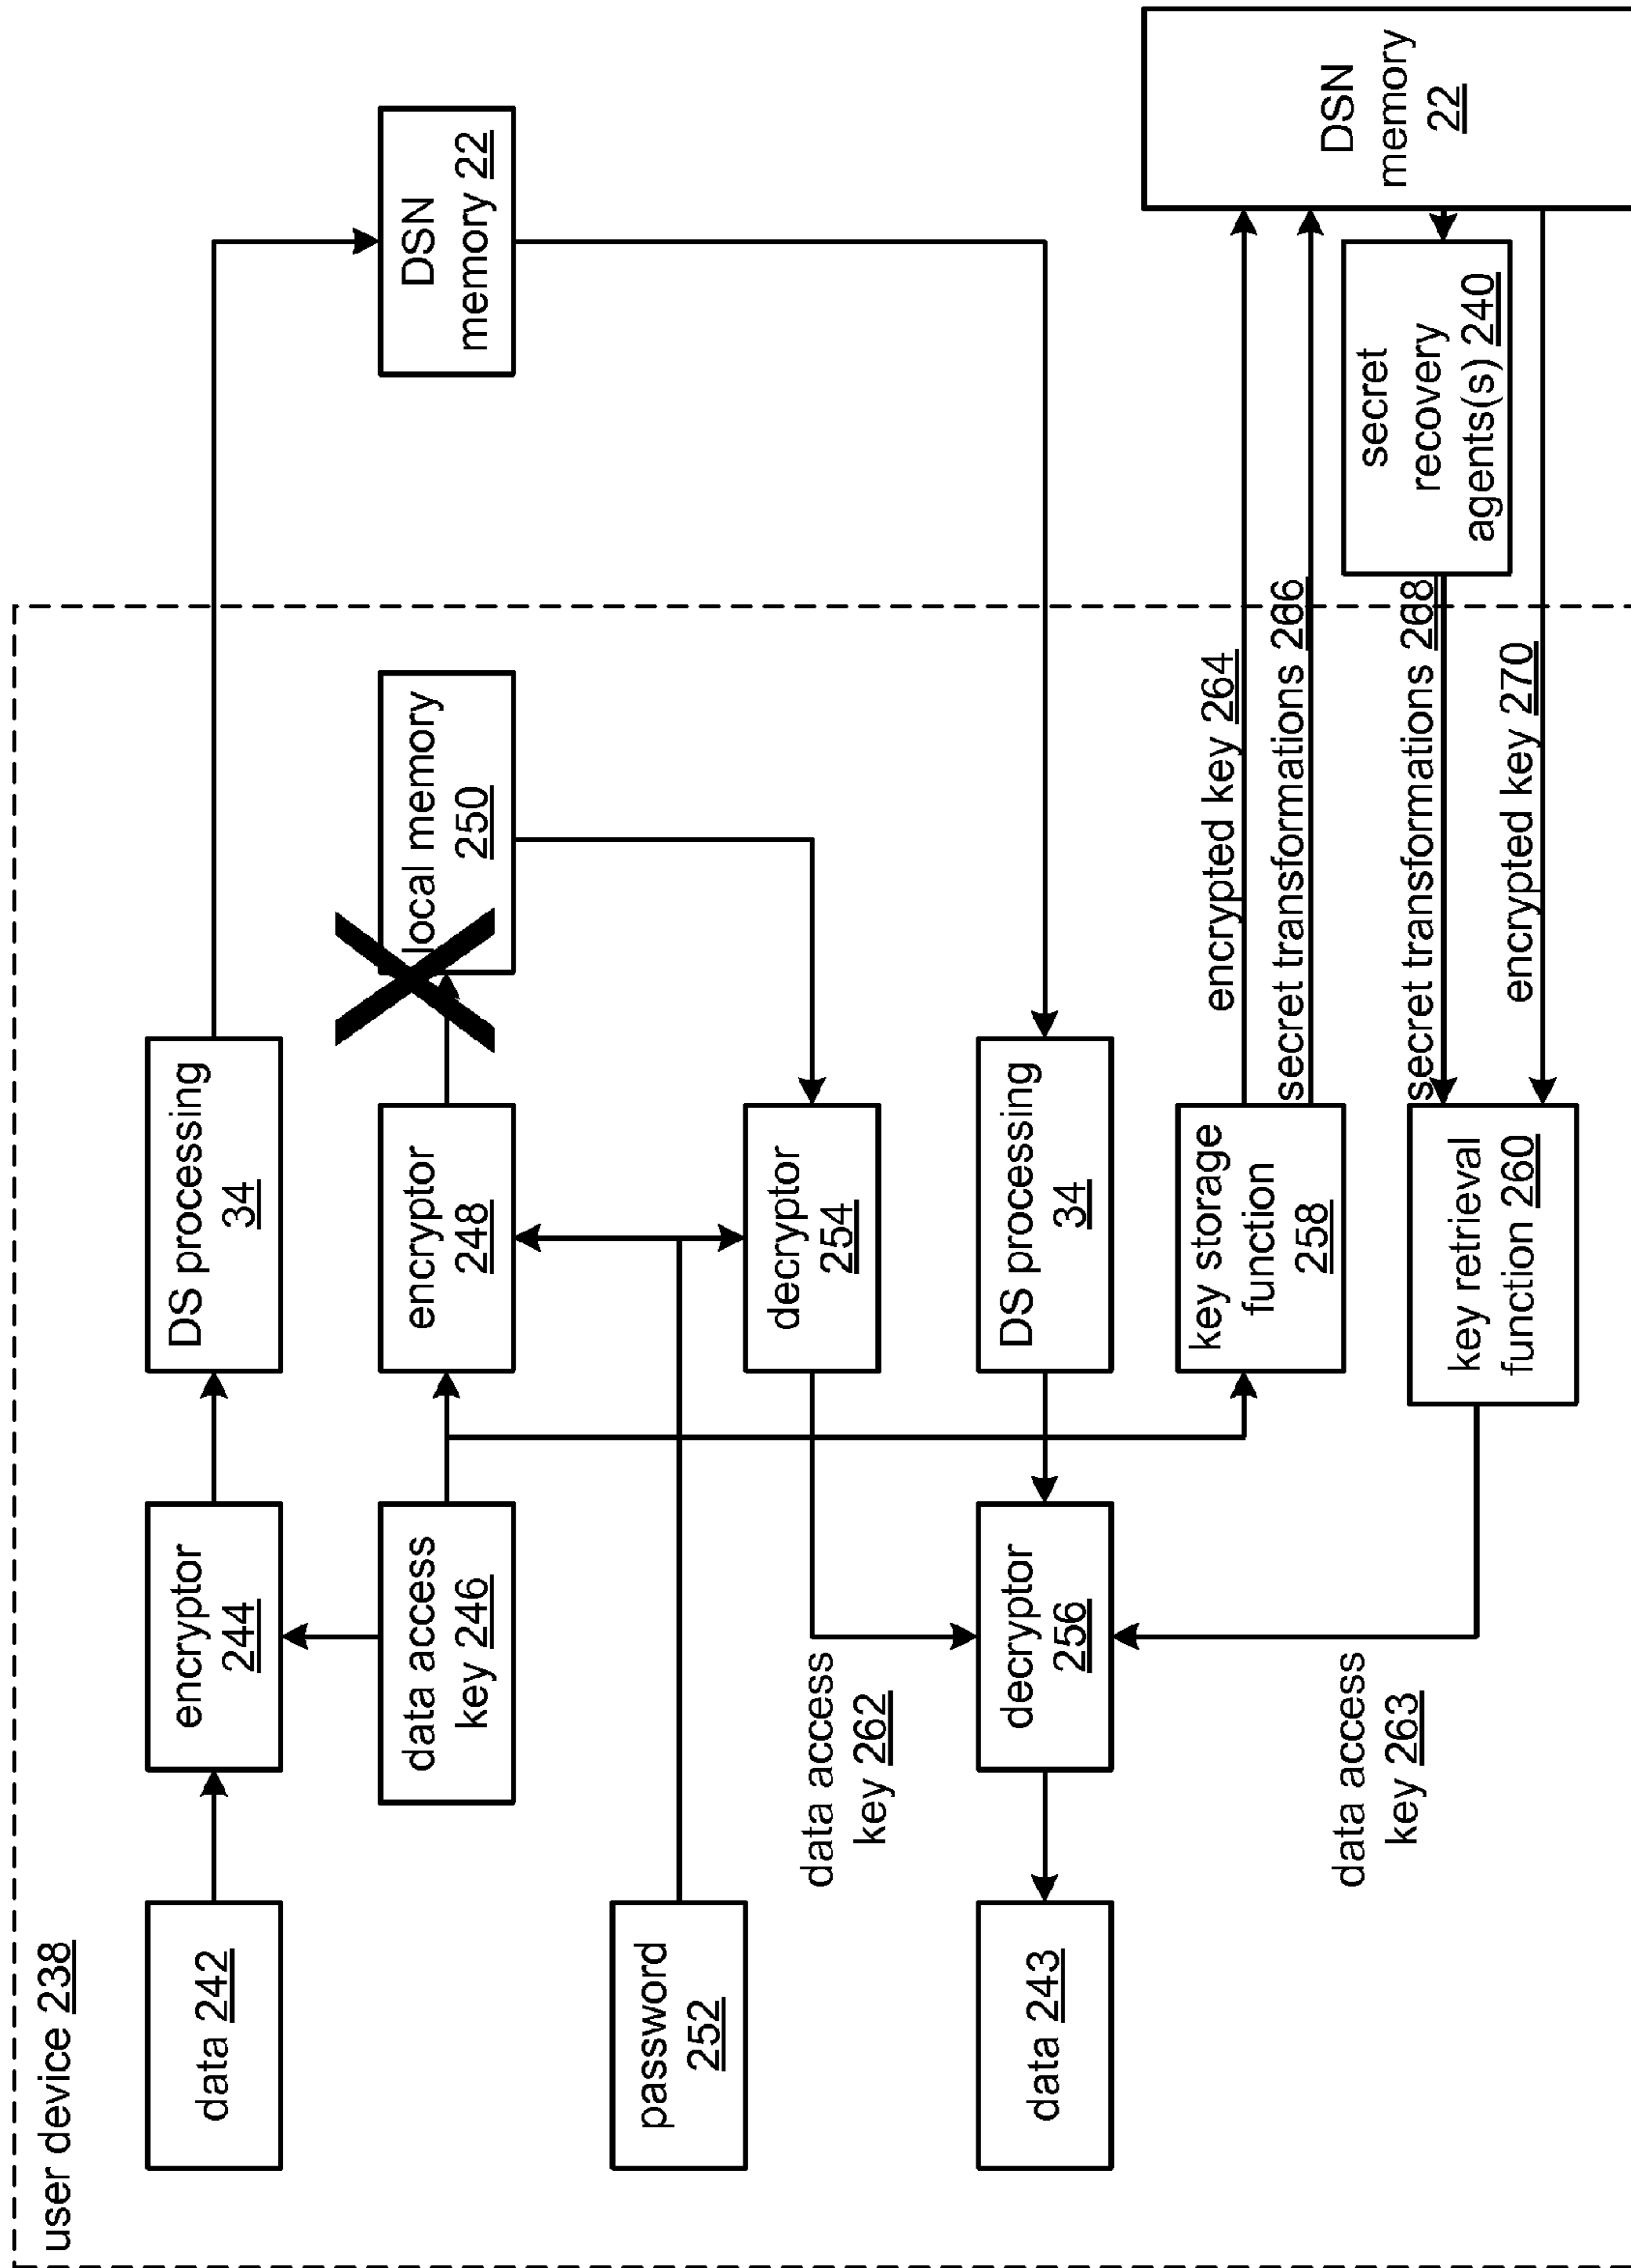 user device 238
data 242
encryptor
244
DS processing
34
data access
key 246
encryptor
248
local memory
250
DSN
memory 22
password
252
decryptor
254
data access
key 262
data 243
decryptor
256
DS processing
34
data access
key 263
key storage
function
258
encrypted key 264
secret transformations 266
key retrieval
function 260
secret transformations 268
encrypted key 270
secret
recovery
agents(s) 240
DSN
memory
22